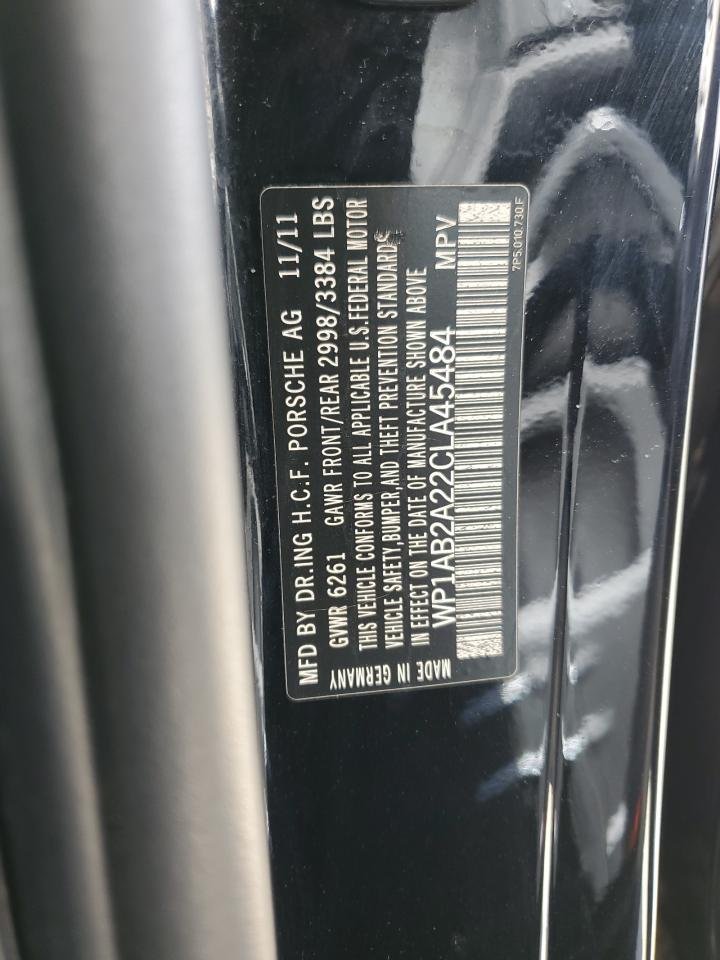 MFD BY DR.ING H.C.F. PORSCHE AG 11/11
GVWR 6261 GAWR FRONT/REAR 2998/3384 LBS
THIS VEHICLE CONFORMS TO ALL APPLICABLE U.S.FEDERAL MOTOR
VEHICLE SAFETY,BUMPER,AND THEFT PREVENTION STANDARDS
IN EFFECT ON THE DATE OF MANUFACTURE SHOWN ABOVE
WP1AB2A22CLA45484 MPV
MADE IN GERMANY
7P5.010.730.F